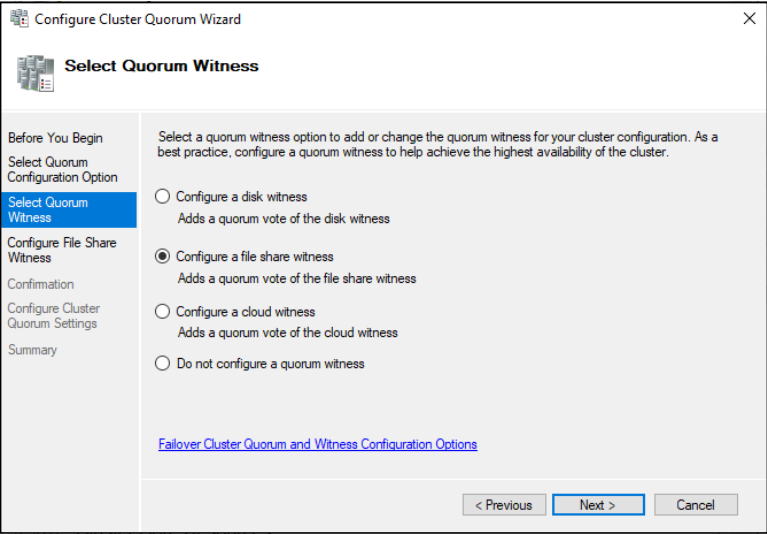 Configure Cluster Quorum Wizard
Select Quorum Witness
Before You Begin
Select Quorum
Configuration Option
Select Quorum
Witness
Configure File Share
Witness
Confirmation
Configure Cluster
Quorum Settings
Summary
Select a quorum witness option to add or change the quorum witness for your cluster configuration. As a
best practice, configure a quorum witness to help achieve the highest availability of the cluster.
Configure a disk witness
Adds a quorum vote of the disk witness
Configure a file share witness
Adds a quorum vote of the file share witness
Configure a cloud witness
Adds a quorum vote of the cloud witness
Do not configure a quorum witness
Failover Cluster Quorum and Witness Configuration Options
< Previous
Next >
Cancel